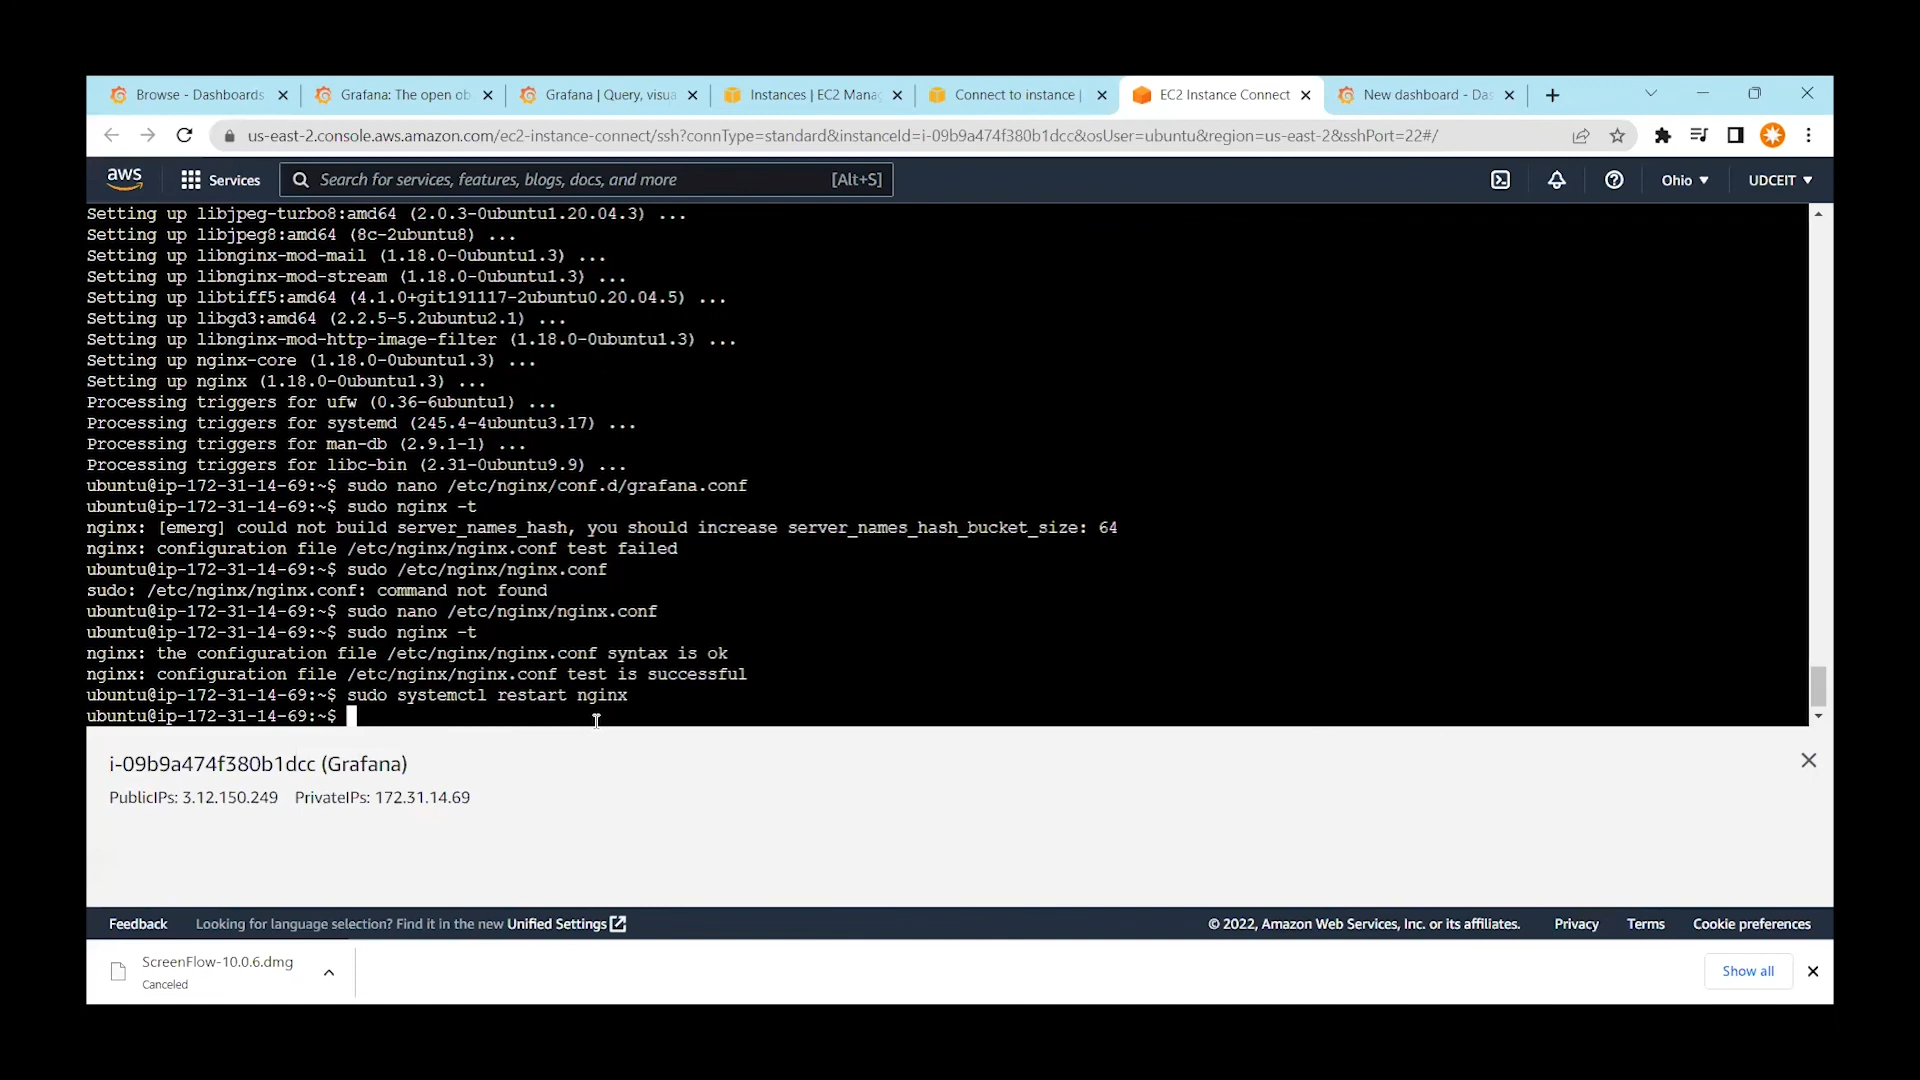 Browse - Dashboards
Grafana: The open ob
Grafana | Query, visua
Instances | EC2 Manag
Connect to instance |
EC2 Instance Connect
New dashboard - Das
us-east-2.console.aws.amazon.com/ec2-instance-connect/ssh?connType=standard&instanceId=i-09b9a474f380b1dcc&osUser=ubuntu&region=us-east-2&sshPort=22#/
aws
Services
Search for services, features, blogs, docs, and more
[Alt+S]
Ohio
UDCEIT
Setting up libjpeg-turbo8:amd64 (2.0.3-0ubuntu1.20.04.3) ...
Setting up libjpeg8:amd64 (8c-2ubuntu8) ...
Setting up libnginx-mod-mail (1.18.0-0ubuntu1.3) ...
Setting up libnginx-mod-stream (1.18.0-0ubuntu1.3) ...
Setting up libtiff5:amd64 (4.1.0+git191117-2ubuntu0.20.04.5) ...
Setting up libgd3:amd64 (2.2.5-5.2ubuntu2.1) ...
Setting up libnginx-mod-http-image-filter (1.18.0-0ubuntu1.3) ...
Setting up nginx-core (1.18.0-0ubuntu1.3) ...
Setting up nginx (1.18.0-0ubuntu1.3) ...
Processing triggers for ufw (0.36-6ubuntu1) ...
Processing triggers for systemd (245.4-4ubuntu3.17) ...
Processing triggers for man-db (2.9.1-1) ...
Processing triggers for libc-bin (2.31-0ubuntu9.9) ...
ubuntu@ip-172-31-14-69:~$ sudo nano /etc/nginx/conf.d/grafana.conf
ubuntu@ip-172-31-14-69:~$ sudo nginx -t
nginx: [emerg] could not build server_names_hash, you should increase server_names_hash_bucket_size: 64
nginx: configuration file /etc/nginx/nginx.conf test failed
ubuntu@ip-172-31-14-69:~$ sudo /etc/nginx/nginx.conf
sudo: /etc/nginx/nginx.conf: command not found
ubuntu@ip-172-31-14-69:~$ sudo nano /etc/nginx/nginx.conf
ubuntu@ip-172-31-14-69:~$ sudo nginx -t
nginx: the configuration file /etc/nginx/nginx.conf syntax is ok
nginx: configuration file /etc/nginx/nginx.conf test is successful
ubuntu@ip-172-31-14-69:~$ sudo systemctl restart nginx
ubuntu@ip-172-31-14-69:~$
i-09b9a474f380b1dcc (Grafana)
PublicIPs: 3.12.150.249 PrivateIPs: 172.31.14.69
Feedback
Looking for language selection? Find it in the new Unified Settings
© 2022, Amazon Web Services, Inc. or its affiliates.
Privacy
Terms
Cookie preferences
ScreenFlow-10.0.6.dmg
Canceled
Show all